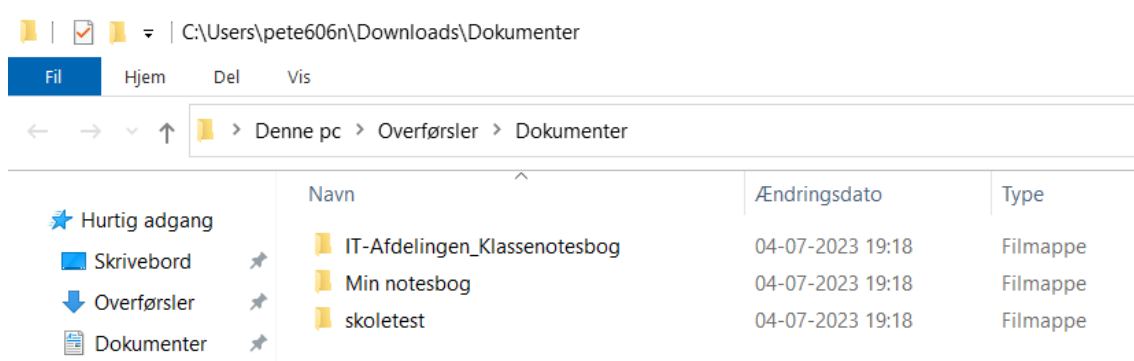 C:\Users\pete606n\Downloads\Dokumenter
Fil Hjem Del Vis
Denne pc > Overførsler > Dokumenter
Navn Ændringsdato Type
Hurtig adgang
Skrivebord
Overførsler
Dokumenter
IT-Afdelingen_Klassenotesbog 04-07-2023 19:18 Filmappe
Min notesbog 04-07-2023 19:18 Filmappe
skoletest 04-07-2023 19:18 Filmappe